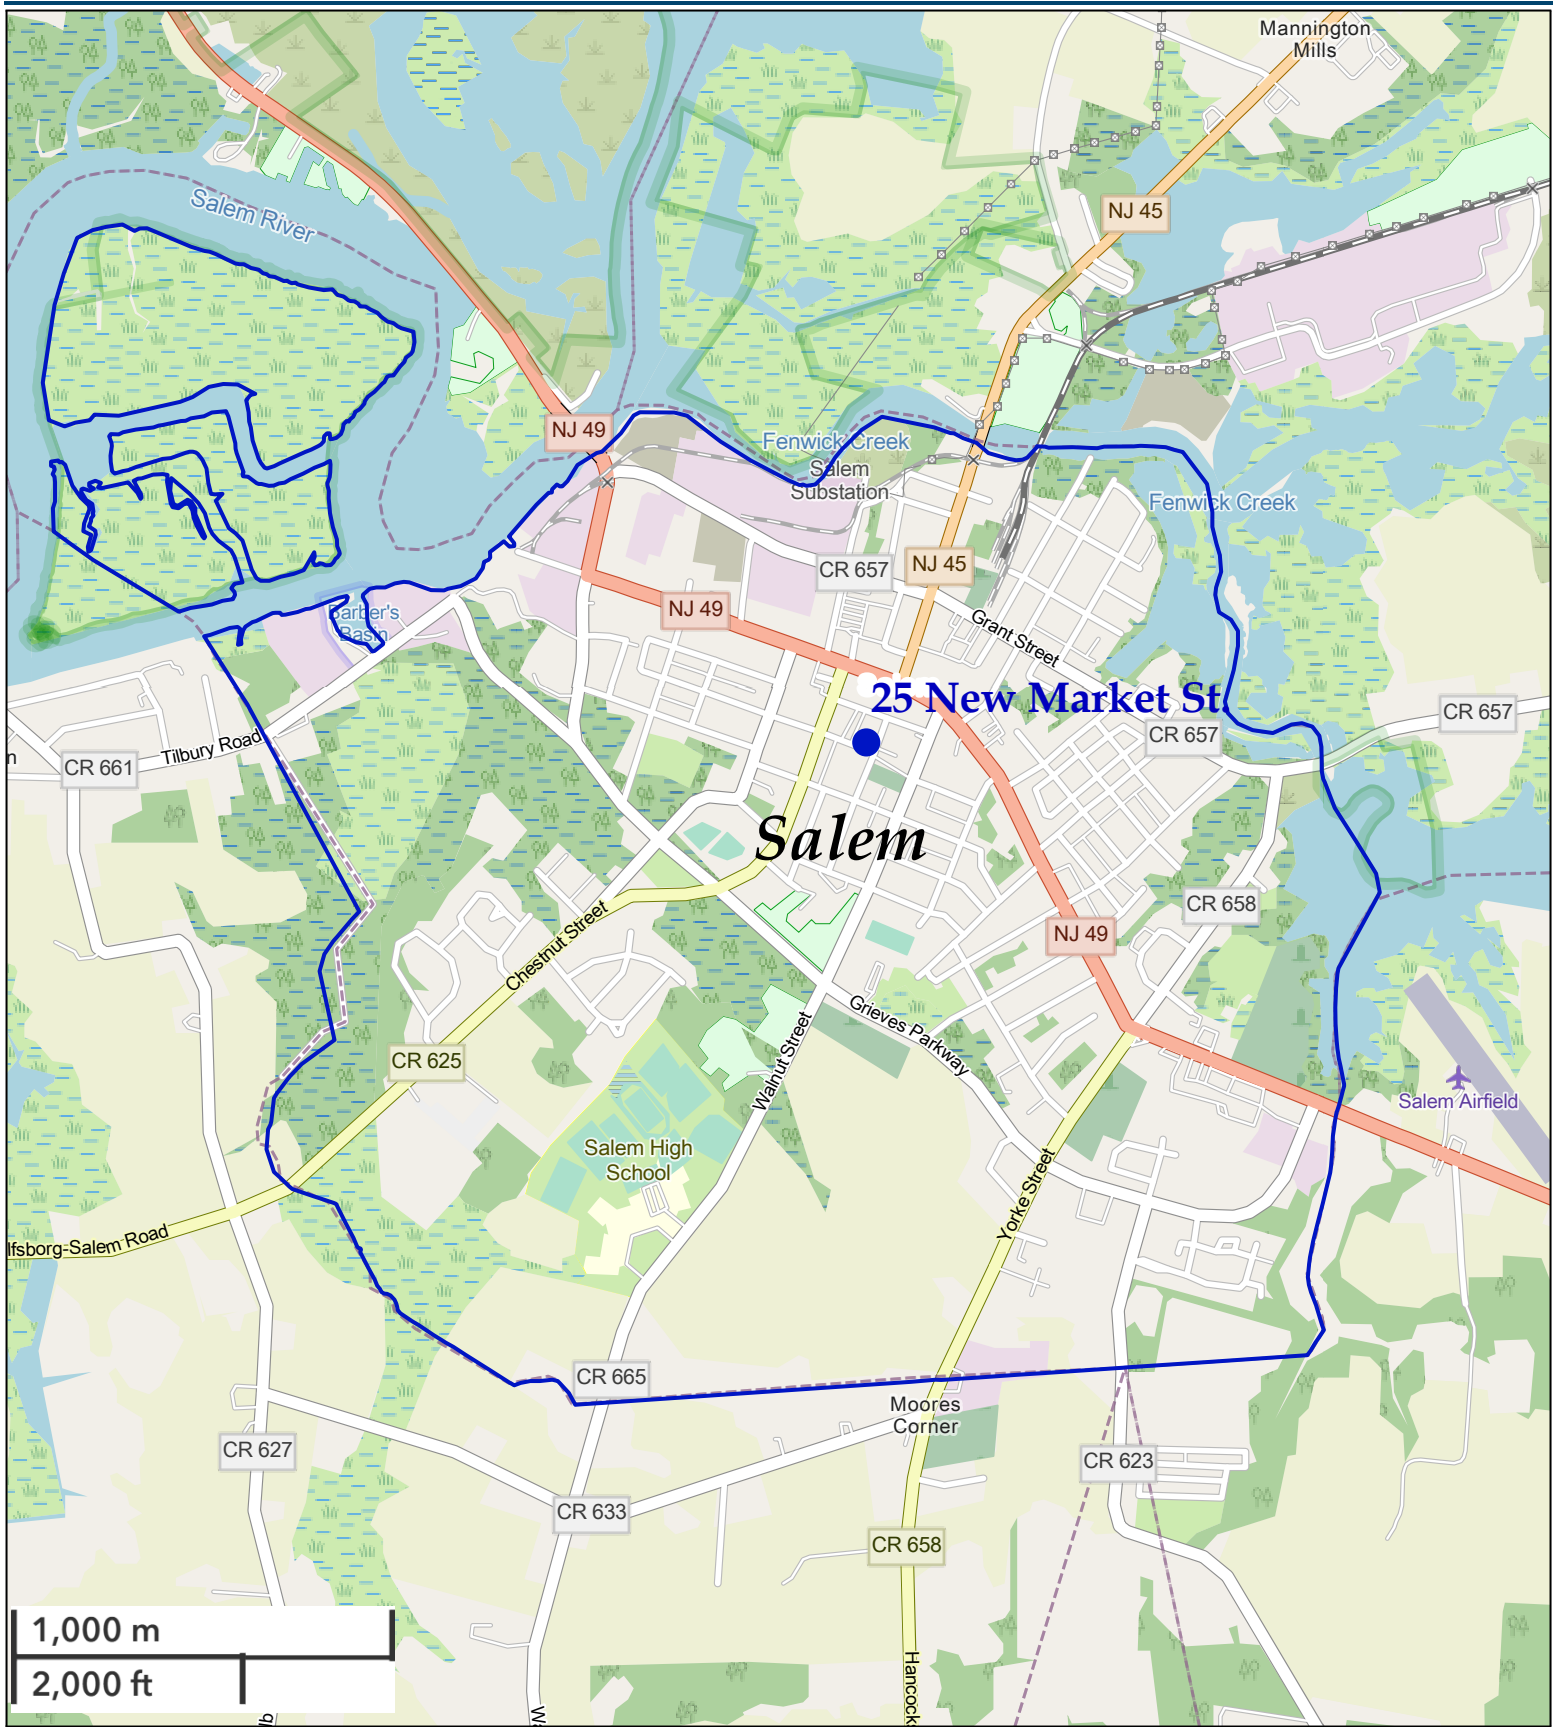 Mannington
Mills
Salem River
NJ 45
NJ 49
Fenwick Creek
Salem
Substation
Fenwick Creek
CR 657
NJ 45
NJ 49
Barber's
Basin
Grant Street
25 New Market St.
CR 657
CR 657
Tilbury Road
n
CR 661
Salem
CR 658
Chestnut Street
NJ 49
Grieves Parkway
CR 625
Walnut Street
Salem Airfield
Salem High
School
Yorke Street
lfsborg-Salem Road
CR 665
Moores
Corner
CR 627
CR 623
CR 633
CR 658
1,000 m
2,000 ft
Hancock
Wa
lb